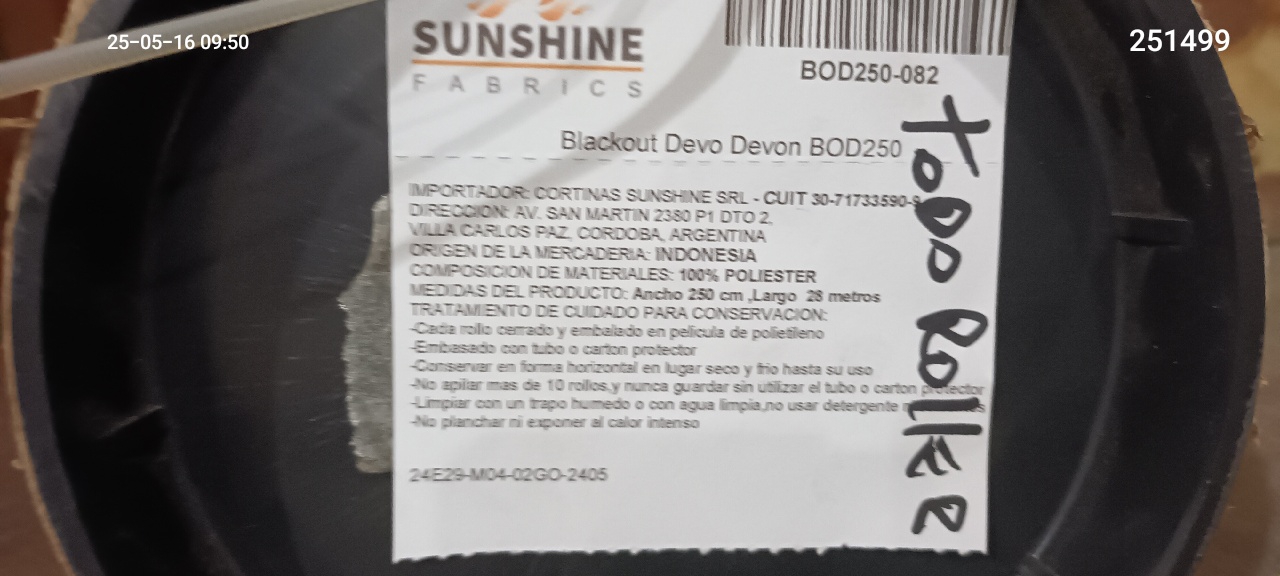 25-05-16 09:50
251499
SUNSHINE
FABRICS
BOD250-082
Blackout Devo Devon BOD250
IMPORTADOR: CORTINAS SUNSHINE SRL - CUIT 30-71733590-9
DIRECCION: AV. SAN MARTIN 2380 P1 DTO 2,
VILLA CARLOS PAZ, CORDOBA, ARGENTINA
ORIGEN DE LA MERCADERIA: INDONESIA
COMPOSICION DE MATERIALES: 100% POLIESTER
MEDIDAS DEL PRODUCTO: Ancho 250 cm ,Largo 28 metros
TRATAMIENTO DE CUIDADO PARA CONSERVACION:
-Cada rollo cerrado y embalado en pelicula de polietileno
-Embasado con tubo o carton protector
-Conservar en forma horizontal en lugar seco y frio hasta su uso
-No apilar mas de 10 rollos,y nunca guardar sin utilizar el tubo o carton protector
-Limpiar con un trapo humedo o con agua limpia,no usar detergente
-No planchar ni exponer al calor intenso
24E29-M04-02GO-2405
TODO ROllER